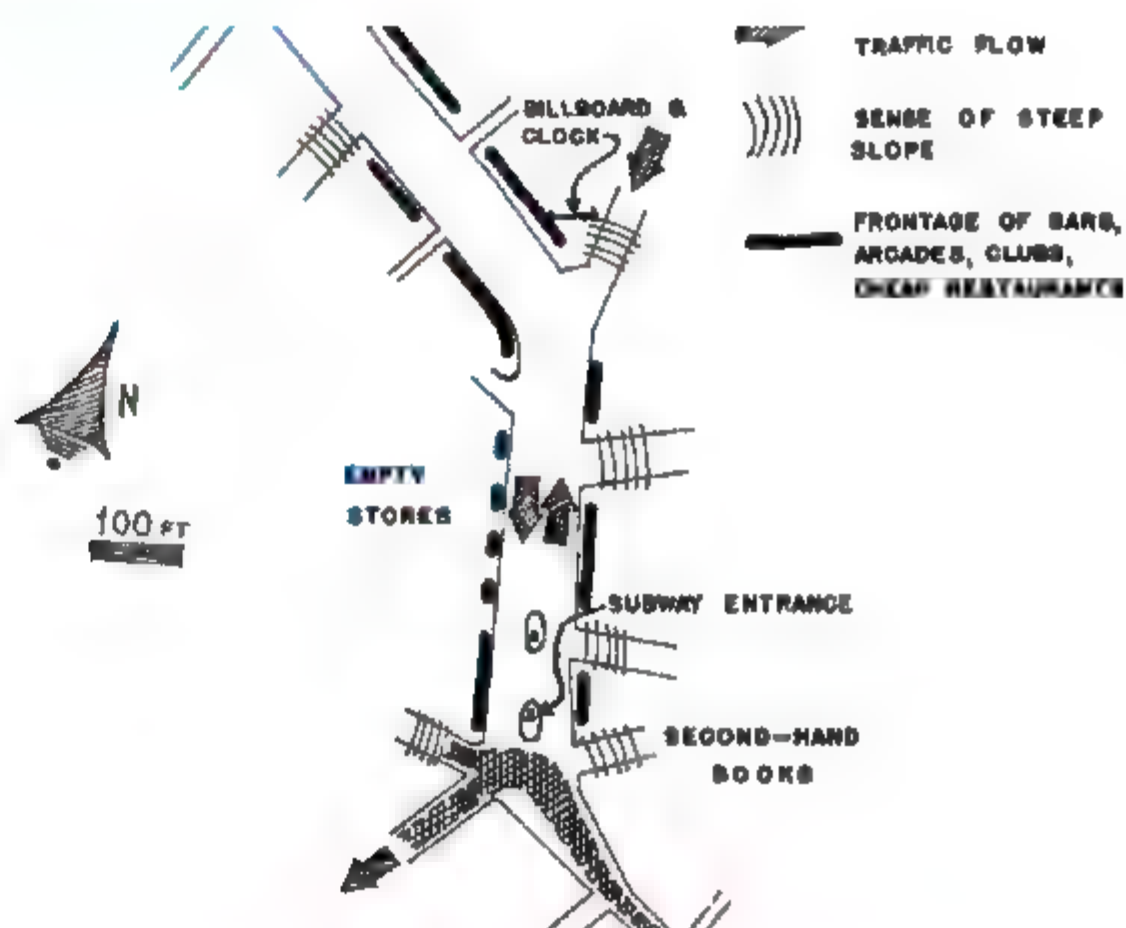 TRAFFIC FLOW
BILLBOARD &
CLOCK
SENSE OF STEEP
SLOPE
FRONTAGE OF BARS,
ARCADES, CLUBS,
CHEAP RESTAURANTS
N
EMPTY
STORES
100 FT
SUBWAY ENTRANCE
SECOND-HAND
BOOKS